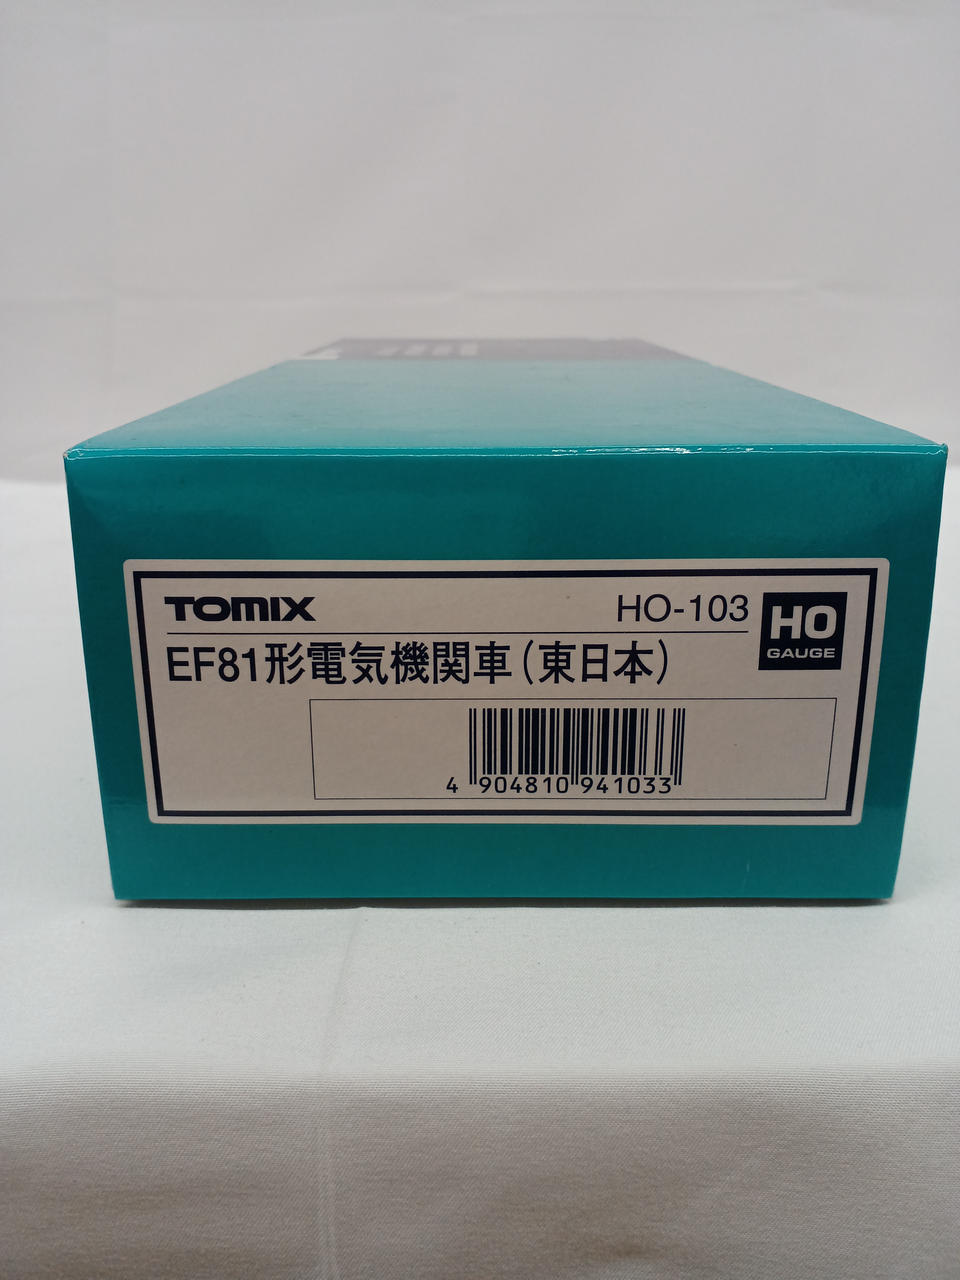 TOMIX HO-103
HO
GAUGE
EF81形電気機関車(東日本)
4 904810 941033